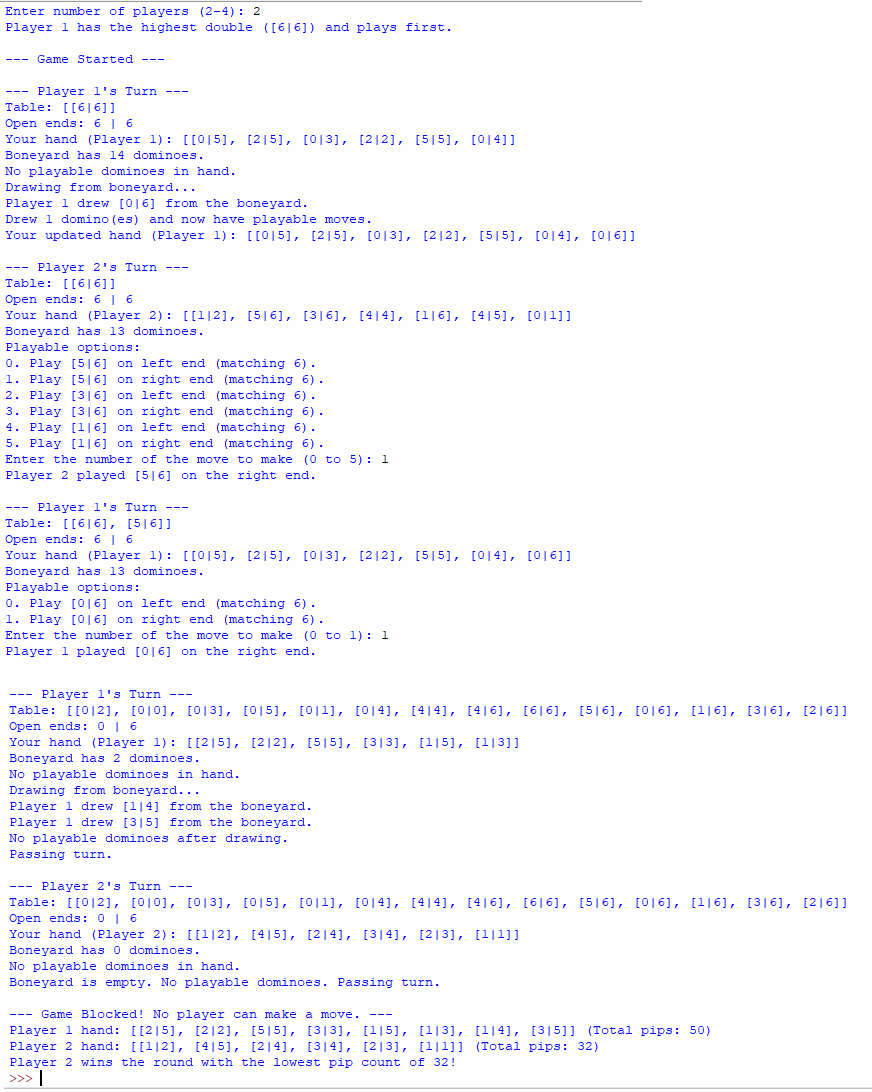 Enter number of players (2-4): 2
Player 1 has the highest double ([6|6]) and plays first.
--- Game Started ---
--- Player 1's Turn ---
Table: [[6|6]]
Open ends: 6 | 6
Your hand (Player 1): [[0|5], [2|5], [0|3], [2|2], [5|5], [0|4]]
Boneyard has 14 dominoes.
No playable dominoes in hand.
Drawing from boneyard...
Player 1 drew [0|6] from the boneyard.
Drew 1 domino(es) and now have playable moves.
Your updated hand (Player 1): [[0|5], [2|5], [0|3], [2|2], [5|5], [0|4], [0|6]]
--- Player 2's Turn ---
Table: [[6|6]]
Open ends: 6 | 6
Your hand (Player 2): [[1|2], [5|6], [3|6], [4|4], [1|6], [4|5], [0|1]]
Boneyard has 13 dominoes.
Playable options:
0. Play [5|6] on left end (matching 6).
1. Play [5|6] on right end (matching 6).
2. Play [3|6] on left end (matching 6).
3. Play [3|6] on right end (matching 6).
4. Play [1|6] on left end (matching 6).
5. Play [1|6] on right end (matching 6).
Enter the number of the move to make (0 to 5): 1
Player 2 played [5|6] on the right end.
--- Player 1's Turn ---
Table: [[6|6], [5|6]]
Open ends: 6 | 6
Your hand (Player 1): [[0|5], [2|5], [0|3], [2|2], [5|5], [0|4], [0|6]]
Boneyard has 13 dominoes.
Playable options:
0. Play [0|6] on left end (matching 6).
1. Play [0|6] on right end (matching 6).
Enter the number of the move to make (0 to 1): 1
Player 1 played [0|6] on the right end.
--- Player 1's Turn ---
Table: [[0|2], [0|0], [0|3], [0|5], [0|1], [0|4], [4|4], [4|6], [6|6], [5|6], [0|6], [1|6], [3|6], [2|6]]
Open ends: 0 | 6
Your hand (Player 1): [[2|5], [2|2], [5|5], [3|3], [1|5], [1|3]]
Boneyard has 2 dominoes.
No playable dominoes in hand.
Drawing from boneyard...
Player 1 drew [1|4] from the boneyard.
Player 1 drew [3|5] from the boneyard.
No playable dominoes after drawing.
Passing turn.
--- Player 2's Turn ---
Table: [[0|2], [0|0], [0|3], [0|5], [0|1], [0|4], [4|4], [4|6], [6|6], [5|6], [0|6], [1|6], [3|6], [2|6]]
Open ends: 0 | 6
Your hand (Player 2): [[1|2], [4|5], [2|4], [3|4], [2|3], [1|1]]
Boneyard has 0 dominoes.
No playable dominoes in hand.
Boneyard is empty. No playable dominoes. Passing turn.
--- Game Blocked! No player can make a move. ---
Player 1 hand: [[2|5], [2|2], [5|5], [3|3], [1|5], [1|3], [1|4], [3|5]] (Total pips: 50)
Player 2 hand: [[1|2], [4|5], [2|4], [3|4], [2|3], [1|1]] (Total pips: 32)
Player 2 wins the round with the lowest pip count of 32!
>>>